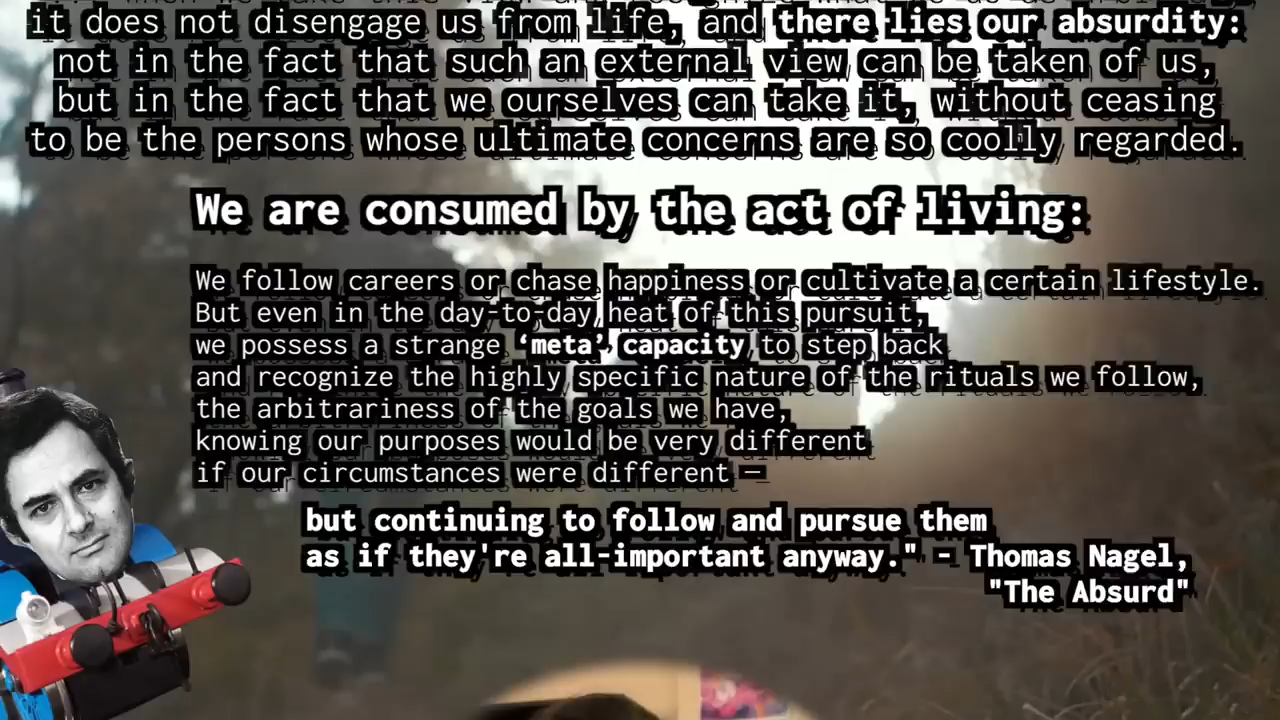 it does not disengage us from life, and there lies our absurdity:
not in the fact that such an external view can be taken of us,
but in the fact that we ourselves can take it, without ceasing
to be the persons whose ultimate concerns are so coolly regarded.
We are consumed by the act of living:
We follow careers or chase happiness or cultivate a certain lifestyle.
But even in the day-to-day heat of this pursuit,
we possess a strange ‘meta’ capacity to step back
and recognize the highly specific nature of the rituals we follow,
the arbitrariness of the goals we have,
knowing our purposes would be very different
if our circumstances were different —
but continuing to follow and pursue them
as if they're all-important anyway." - Thomas Nagel,
"The Absurd"